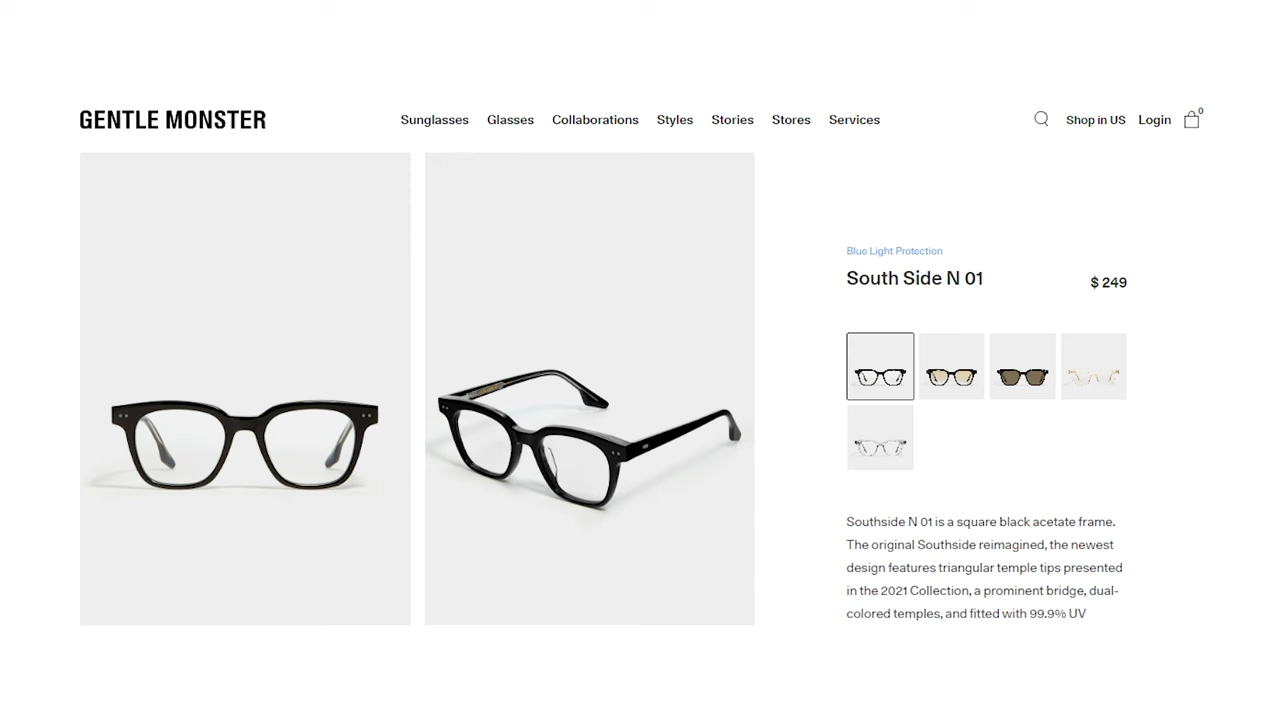 GENTLE MONSTER
Sunglasses Glasses Collaborations Styles Stories Stores Services
Shop in US Login 0
Blue Light Protection
South Side N 01
$ 249
Southside N 01 is a square black acetate frame.
The original Southside reimagined, the newest
design features triangular temple tips presented
in the 2021 Collection, a prominent bridge, dual-
colored temples, and fitted with 99.9% UV